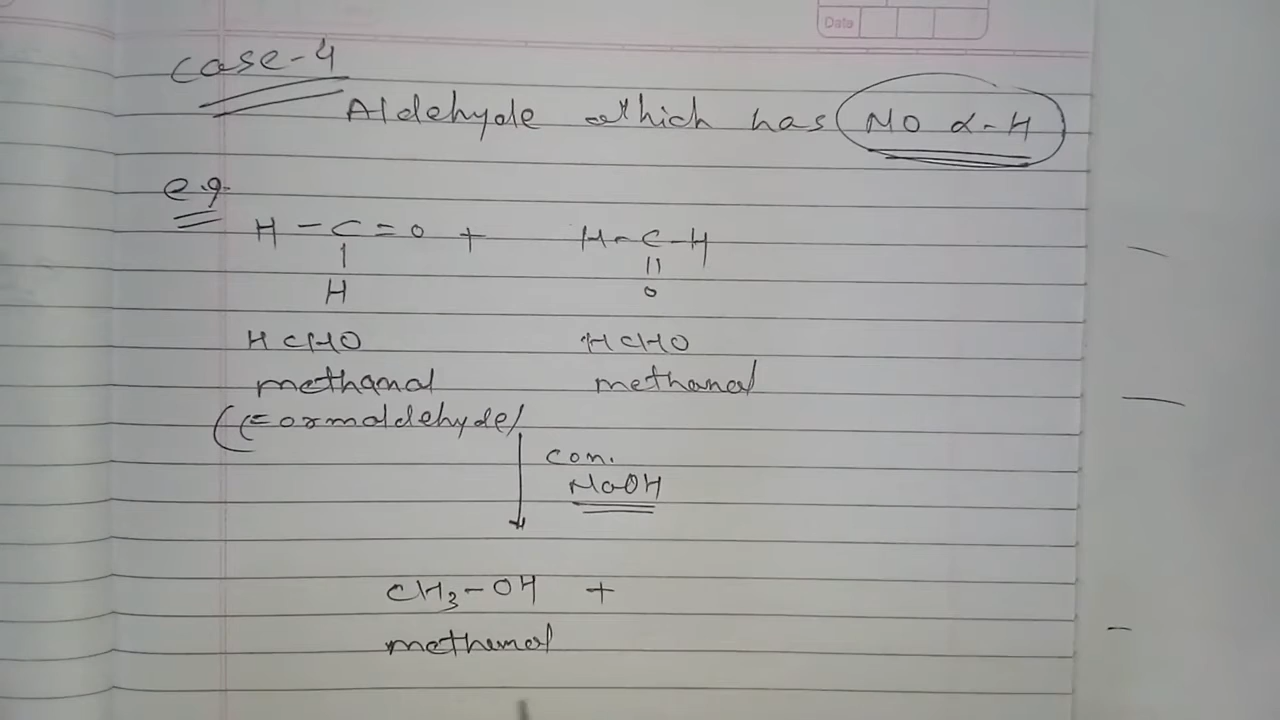 Date
Case-4
Aldehyde which has NO α-H
e.g.
H - C = O + H - C - H
| ||
H O
HCHO HCHO
methanal methanal
(Formaldehyde)
con.
NaOH
CH₃-OH +
methanol